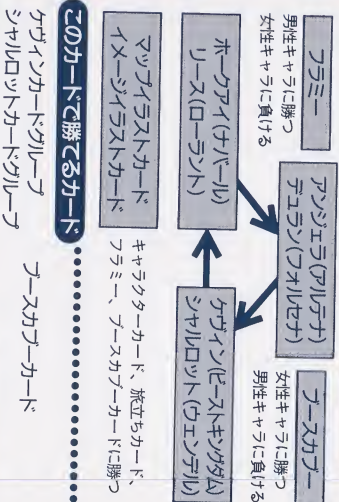 フラミー
男性キャラに勝つ
女性キャラに負ける
アンジェラ(アルテナ)
デュラン(フォルセナ)
ブースカブー
女性キャラに勝つ
男性キャラに負ける
ホークアイ(ナバール)
リース(ローラント)
ケヴィン(ビーストキングダム)
シャルロット(ウェンデル)
マップイラストカード
イメージイラストカード
キャラクターカード、旅立ちカード、
フラミー、ブースカブーカードに勝つ
このカードで勝てるカード
ケヴィンカードグループ
シャルロットカードグループ
ブースカブーカード